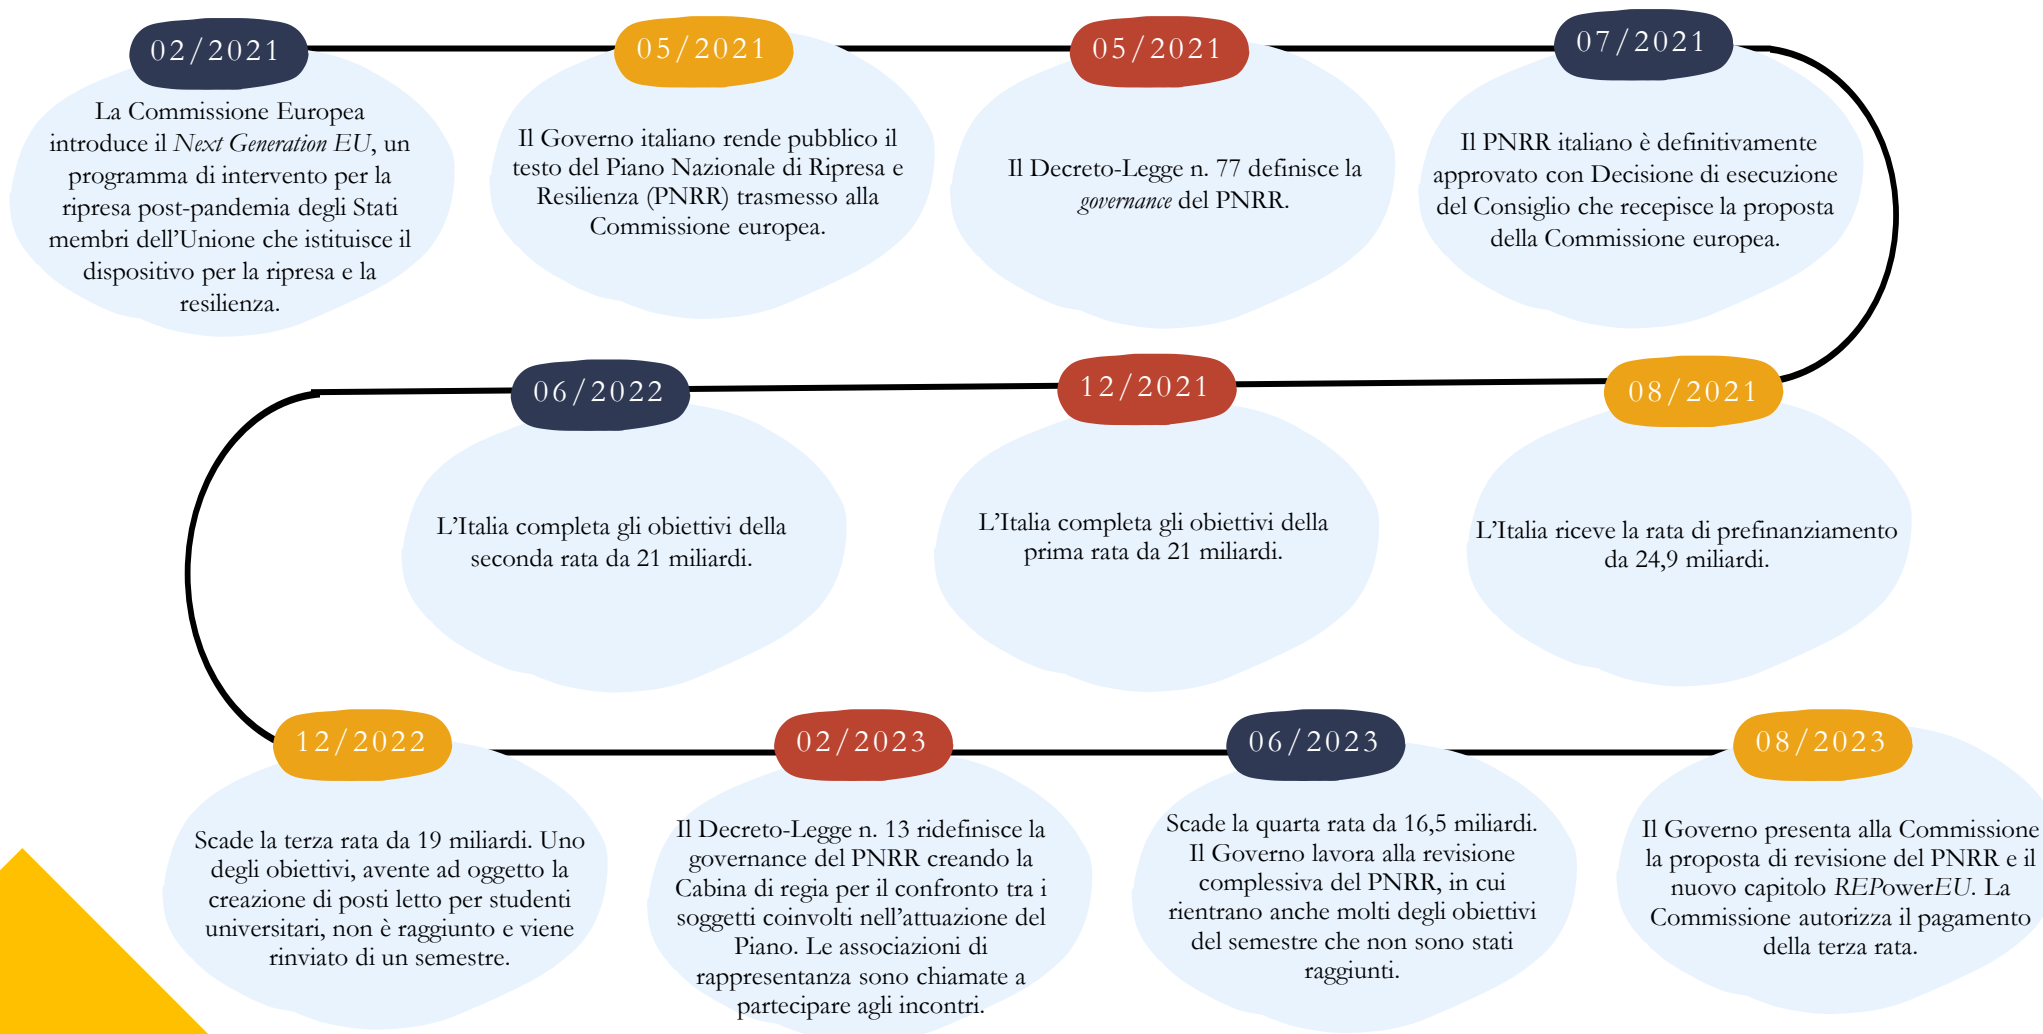 02/2021
La Commissione Europea
introduce il Next Generation EU, un
programma di intervento per la
ripresa post-pandemia degli Stati
membri dell’Unione che istituisce il
dispositivo per la ripresa e la
resilienza.
05/2021
Il Governo italiano rende pubblico il
testo del Piano Nazionale di Ripresa e
Resilienza (PNRR) trasmesso alla
Commissione europea.
05/2021
Il Decreto-Legge n. 77 definisce la
governance del PNRR.
07/2021
Il PNRR italiano è definitivamente
approvato con Decisione di esecuzione
del Consiglio che recepisce la proposta
della Commissione europea.
08/2021
L’Italia riceve la rata di prefinanziamento
da 24,9 miliardi.
12/2021
L’Italia completa gli obiettivi della
prima rata da 21 miliardi.
06/2022
L’Italia completa gli obiettivi della
seconda rata da 21 miliardi.
12/2022
Scade la terza rata da 19 miliardi. Uno
degli obiettivi, avente ad oggetto la
creazione di posti letto per studenti
universitari, non è raggiunto e viene
rinviato di un semestre.
02/2023
Il Decreto-Legge n. 13 ridefinisce la
governance del PNRR creando la
Cabina di regia per il confronto tra i
soggetti coinvolti nell’attuazione del
Piano. Le associazioni di
rappresentanza sono chiamate a
partecipare agli incontri.
06/2023
Scade la quarta rata da 16,5 miliardi.
Il Governo lavora alla revisione
complessiva del PNRR, in cui
rientrano anche molti degli obiettivi
del semestre che non sono stati
raggiunti.
08/2023
Il Governo presenta alla Commissione
la proposta di revisione del PNRR e il
nuovo capitolo REPowerEU. La
Commissione autorizza il pagamento
della terza rata.